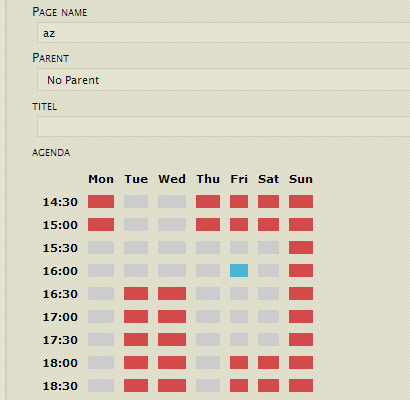 Page name
az
Parent
No Parent
titel
agenda
Mon Tue Wed Thu Fri Sat Sun
14:30
15:00
15:30
16:00
16:30
17:00
17:30
18:00
18:30